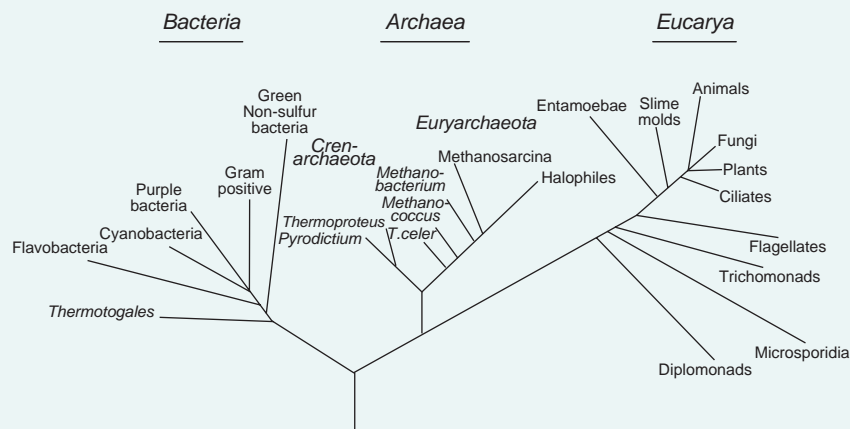 Bacteria
Archaea
Eucarya
Green
Non-sulfur
bacteria
Gram
positive
Purple
bacteria
Cyanobacteria
Flavobacteria
Thermotogales
Cren-
archaeota
Thermoproteus
Pyrodictium
Euryarchaeota
Methano-
bacterium
Methano-
coccus
T.celer
Methanosarcina
Halophiles
Entamoebae
Slime
molds
Animals
Fungi
Plants
Ciliates
Flagellates
Trichomonads
Microsporidia
Diplomonads